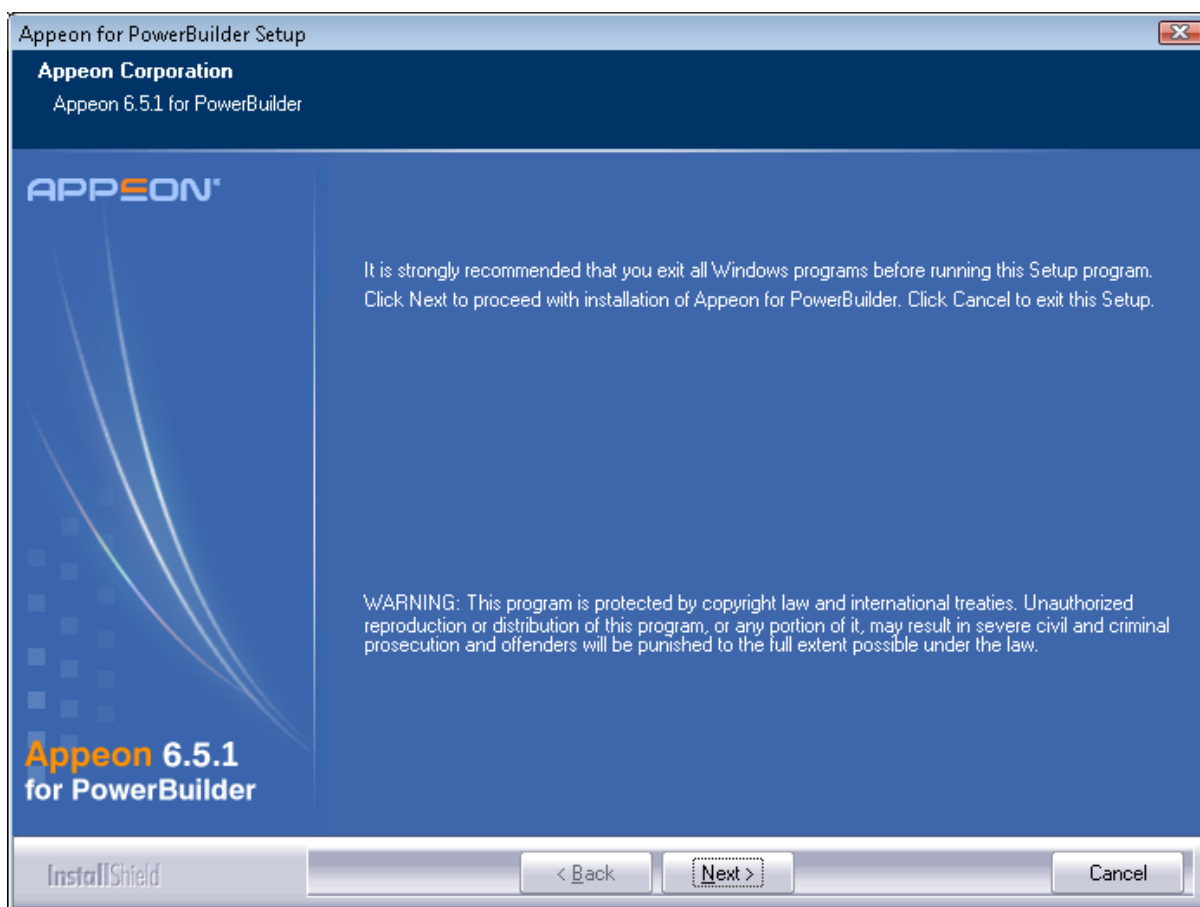 Appeon for PowerBuilder Setup
Appeon Corporation
Appeon 6.5.1 for PowerBuilder
APPEON®
It is strongly recommended that you exit all Windows programs before running this Setup program.
Click Next to proceed with installation of Appeon for PowerBuilder. Click Cancel to exit this Setup.
WARNING: This program is protected by copyright law and international treaties. Unauthorized
reproduction or distribution of this program, or any portion of it, may result in severe civil and criminal
prosecution and offenders will be punished to the full extent possible under the law.
Appeon 6.5.1
for PowerBuilder
InstallShield
< Back
Next >
Cancel